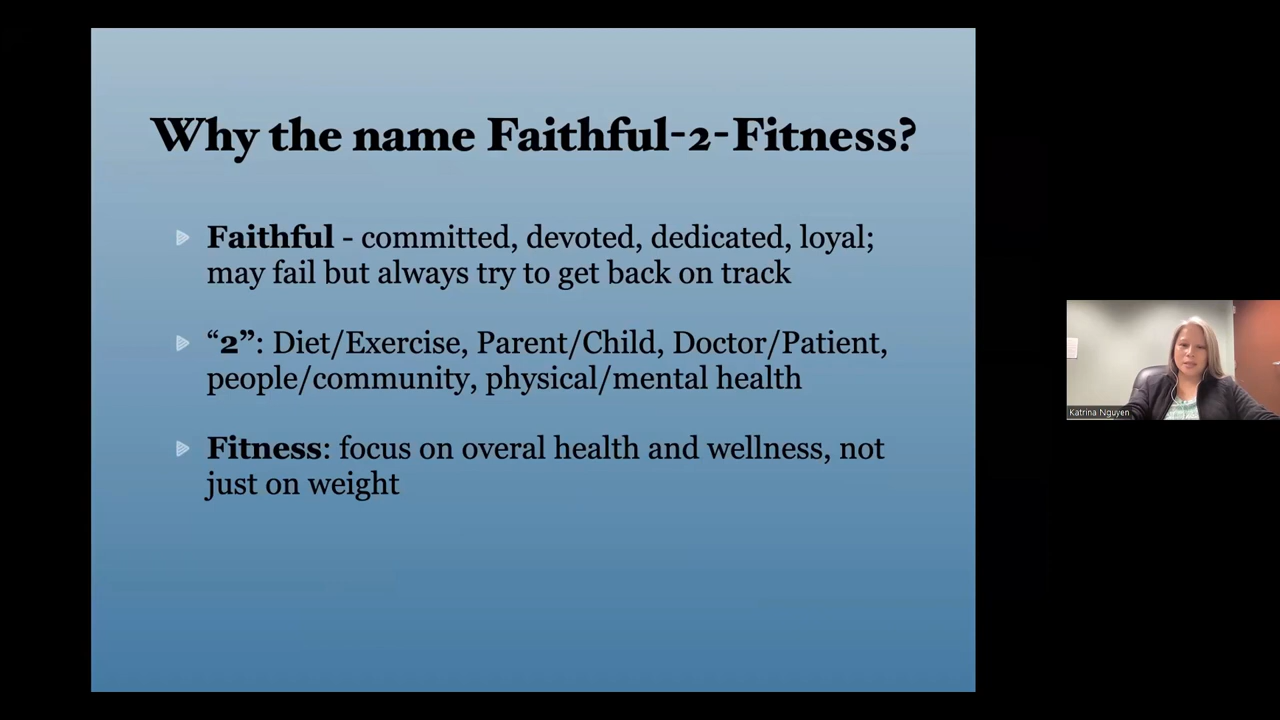 Why the name Faithful-2-Fitness?
Faithful - committed, devoted, dedicated, loyal;
may fail but always try to get back on track
“2”: Diet/Exercise, Parent/Child, Doctor/Patient,
people/community, physical/mental health
Fitness: focus on overal health and wellness, not
just on weight
Katrina Nguyen